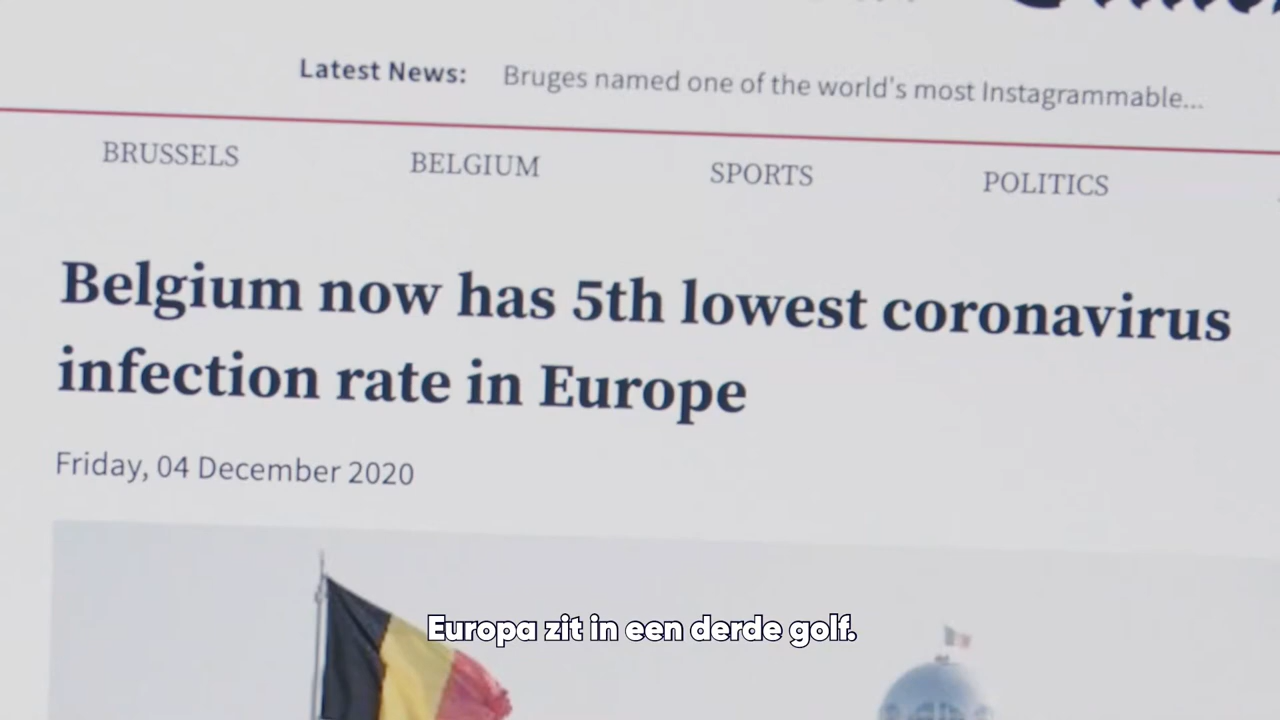 Latest News: Bruges named one of the world's most Instagrammable...
BRUSSELS BELGIUM SPORTS POLITICS
Belgium now has 5th lowest coronavirus
infection rate in Europe
Friday, 04 December 2020
Europa zit in een derde golf.